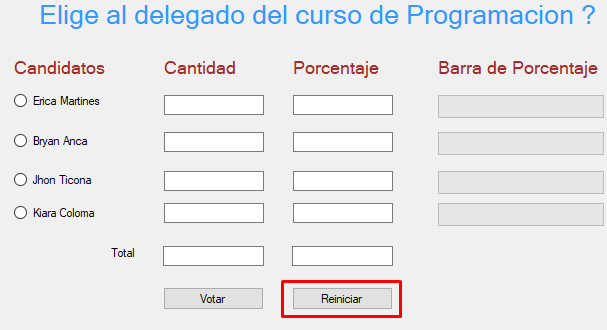 Elige al delegado del curso de Programacion ?
Candidatos Cantidad Porcentaje Barra de Porcentaje
Erica Martines
Bryan Anca
Jhon Ticona
Kiara Coloma
Total
Votar Reiniciar